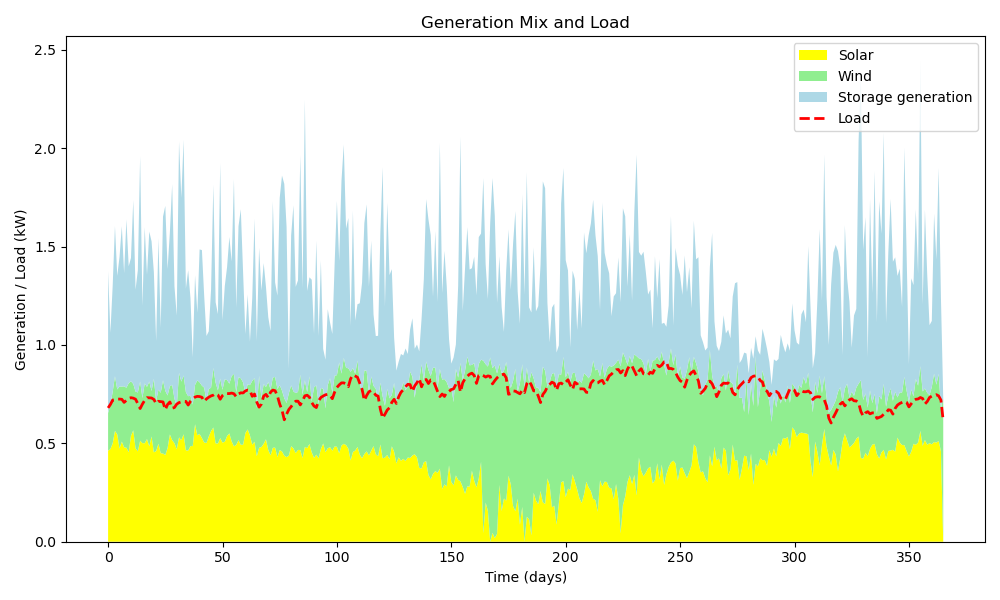 Generation Mix and Load
Generation / Load (kW)
2.5
2.0
1.5
1.0
0.5
0.0
Solar
Wind
Storage generation
Load
0 50 100 150 200 250 300 350
Time (days)